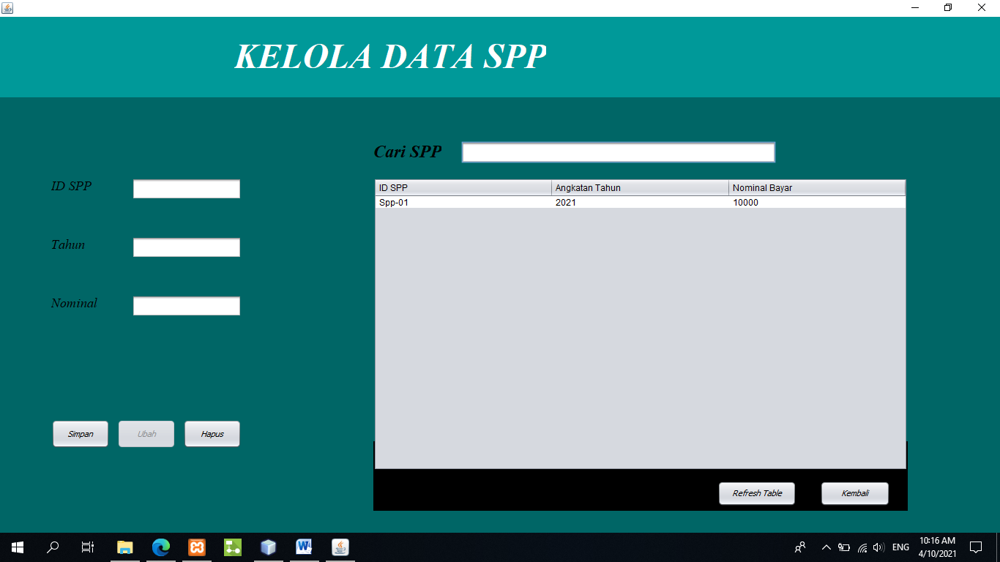 KELOLA DATA SPP
Cari SPP
ID SPP
Tahun
Nominal
ID SPP Angkatan Tahun Nominal Bayar
Spp-01 2021 10000
Simpan Ubah Hapus
Refresh Table Kembali
ENG
10:16 AM
4/10/2021